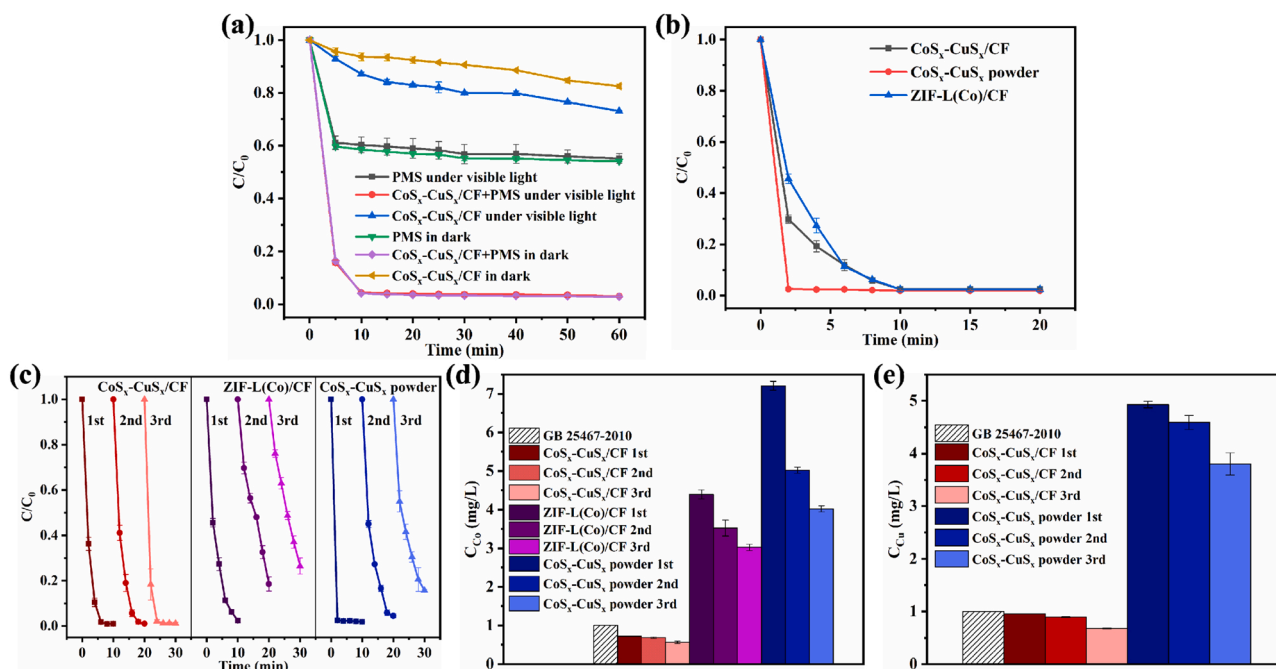 (a)
1.0
0.8
0.6
0.4
0.2
0.0
C/C₀
PMS under visible light
CoSₓ-CuSₓ/CF+PMS under visible light
CoSₓ-CuSₓ/CF under visible light
PMS in dark
CoSₓ-CuSₓ/CF+PMS in dark
CoSₓ-CuSₓ/CF in dark
0 10 20 30 40 50 60
Time (min)
(b)
1.0
0.8
0.6
0.4
0.2
0.0
C/C₀
CoSₓ-CuSₓ/CF
CoSₓ-CuSₓ powder
ZIF-L(Co)/CF
0 5 10 15 20
Time (min)
(c)
CoSₓ-CuSₓ/CF ZIF-L(Co)/CF CoSₓ-CuSₓ powder
1st 2nd 3rd 1st 2nd 3rd 1st 2nd 3rd
1.0
0.8
0.6
0.4
0.2
0.0
C/C₀
0 10 20 30 0 10 20 30 0 10 20 30
Time (min) Time (min) Time (min)
(d)
7
6
5
4
3
2
1
0
C_Co (mg/L)
GB 25467-2010
CoSₓ-CuSₓ/CF 1st
CoSₓ-CuSₓ/CF 2nd
CoSₓ-CuSₓ/CF 3rd
ZIF-L(Co)/CF 1st
ZIF-L(Co)/CF 2nd
ZIF-L(Co)/CF 3rd
CoSₓ-CuSₓ powder 1st
CoSₓ-CuSₓ powder 2nd
CoSₓ-CuSₓ powder 3rd
(e)
5
4
3
2
1
0
C_Cu (mg/L)
GB 25467-2010
CoSₓ-CuSₓ/CF 1st
CoSₓ-CuSₓ/CF 2nd
CoSₓ-CuSₓ/CF 3rd
CoSₓ-CuSₓ powder 1st
CoSₓ-CuSₓ powder 2nd
CoSₓ-CuSₓ powder 3rd